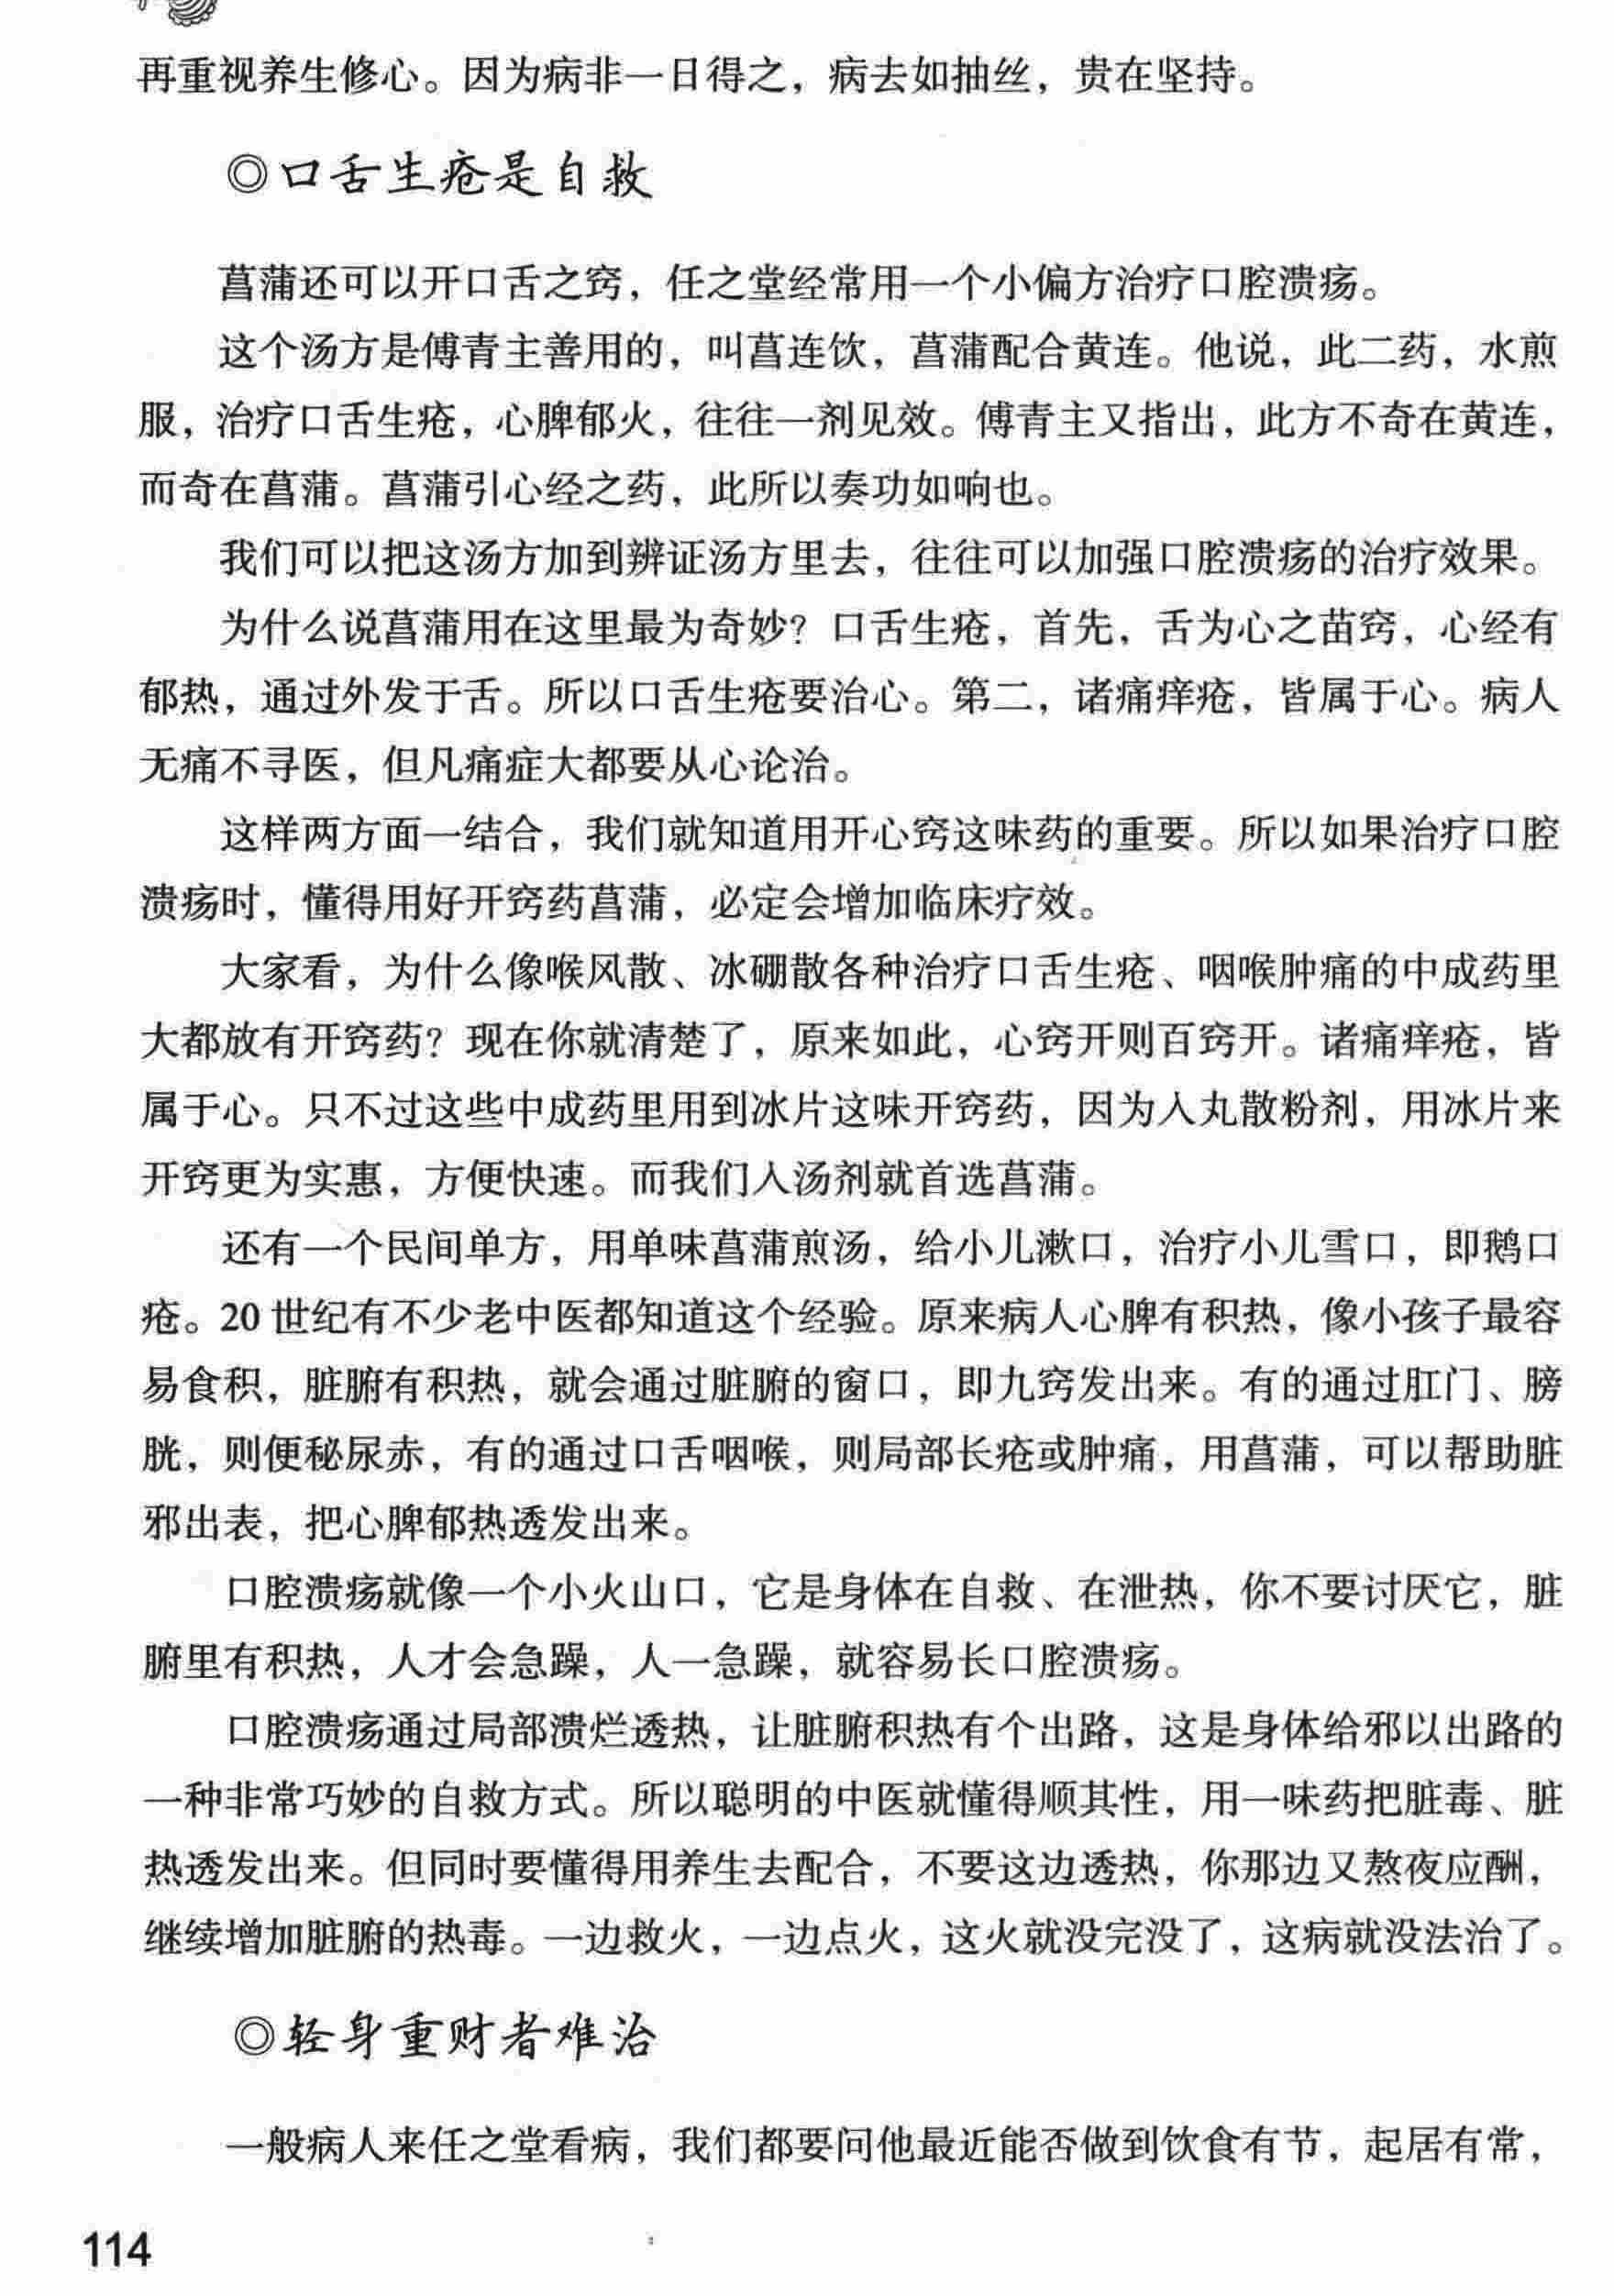 再重视养生修心。因为病非一日得之，病去如抽丝，贵在坚持。
◎口舌生疮是自救
菖蒲还可以开口舌之窍，任之堂经常用一个小偏方治疗口腔溃疡。
这个汤方是傅青主善用的，叫菖连饮，菖蒲配合黄连。他说，此二药，水煎
服，治疗口舌生疮，心脾郁火，往往一剂见效。傅青主又指出，此方不奇在黄连，
而奇在菖蒲。菖蒲引心经之药，此所以奏功如响也。
我们可以把这汤方加到辨证汤方里去，往往可以加强口腔溃疡的治疗效果。
为什么说菖蒲用在这里最为奇妙？口舌生疮，首先，舌为心之苗窍，心经有
郁热，通过外发于舌。所以口舌生疮要治心。第二，诸痛痒疮，皆属于心。病人
无痛不寻医，但凡痛症大都要从心论治。
这样两方面一结合，我们就知道用开心窍这味药的重要。所以如果治疗口腔
溃疡时，懂得用好开窍药菖蒲，必定会增加临床疗效。
大家看，为什么像喉风散、冰硼散各种治疗口舌生疮、咽喉肿痛的中成药里
大都放有开窍药？现在你就清楚了，原来如此，心窍开则百窍开。诸痛痒疮，皆
属于心。只不过这些中成药里用到冰片这味开窍药，因为入丸散粉剂，用冰片来
开窍更为实惠，方便快速。而我们入汤剂就首选菖蒲。
还有一个民间单方，用单味菖蒲煎汤，给小儿漱口，治疗小儿雪口，即鹅口
疮。20 世纪有不少老中医都知道这个经验。原来病人心脾有积热，像小孩子最容
易食积，脏腑有积热，就会通过脏腑的窗口，即九窍发出来。有的通过肛门、膀
胱，则便秘尿赤，有的通过口舌咽喉，则局部长疮或肿痛，用菖蒲，可以帮助脏
邪出表，把心脾郁热透发出来。
口腔溃疡就像一个小火山口，它是身体在自救、在泄热，你不要讨厌它，脏
腑里有积热，人才会急躁，人一急躁，就容易长口腔溃疡。
口腔溃疡通过局部溃烂透热，让脏腑积热有个出路，这是身体给邪以出路的
一种非常巧妙的自救方式。所以聪明的中医就懂得顺其性，用一味药把脏毒、脏
热透发出来。但同时要懂得用养生去配合，不要这边透热，你那边又熬夜应酬，
继续增加脏腑的热毒。一边救火，一边点火，这火就没完没了，这病就没法治了。
◎轻身重财者难治
一般病人来任之堂看病，我们都要问他最近能否做到饮食有节，起居有常，
114